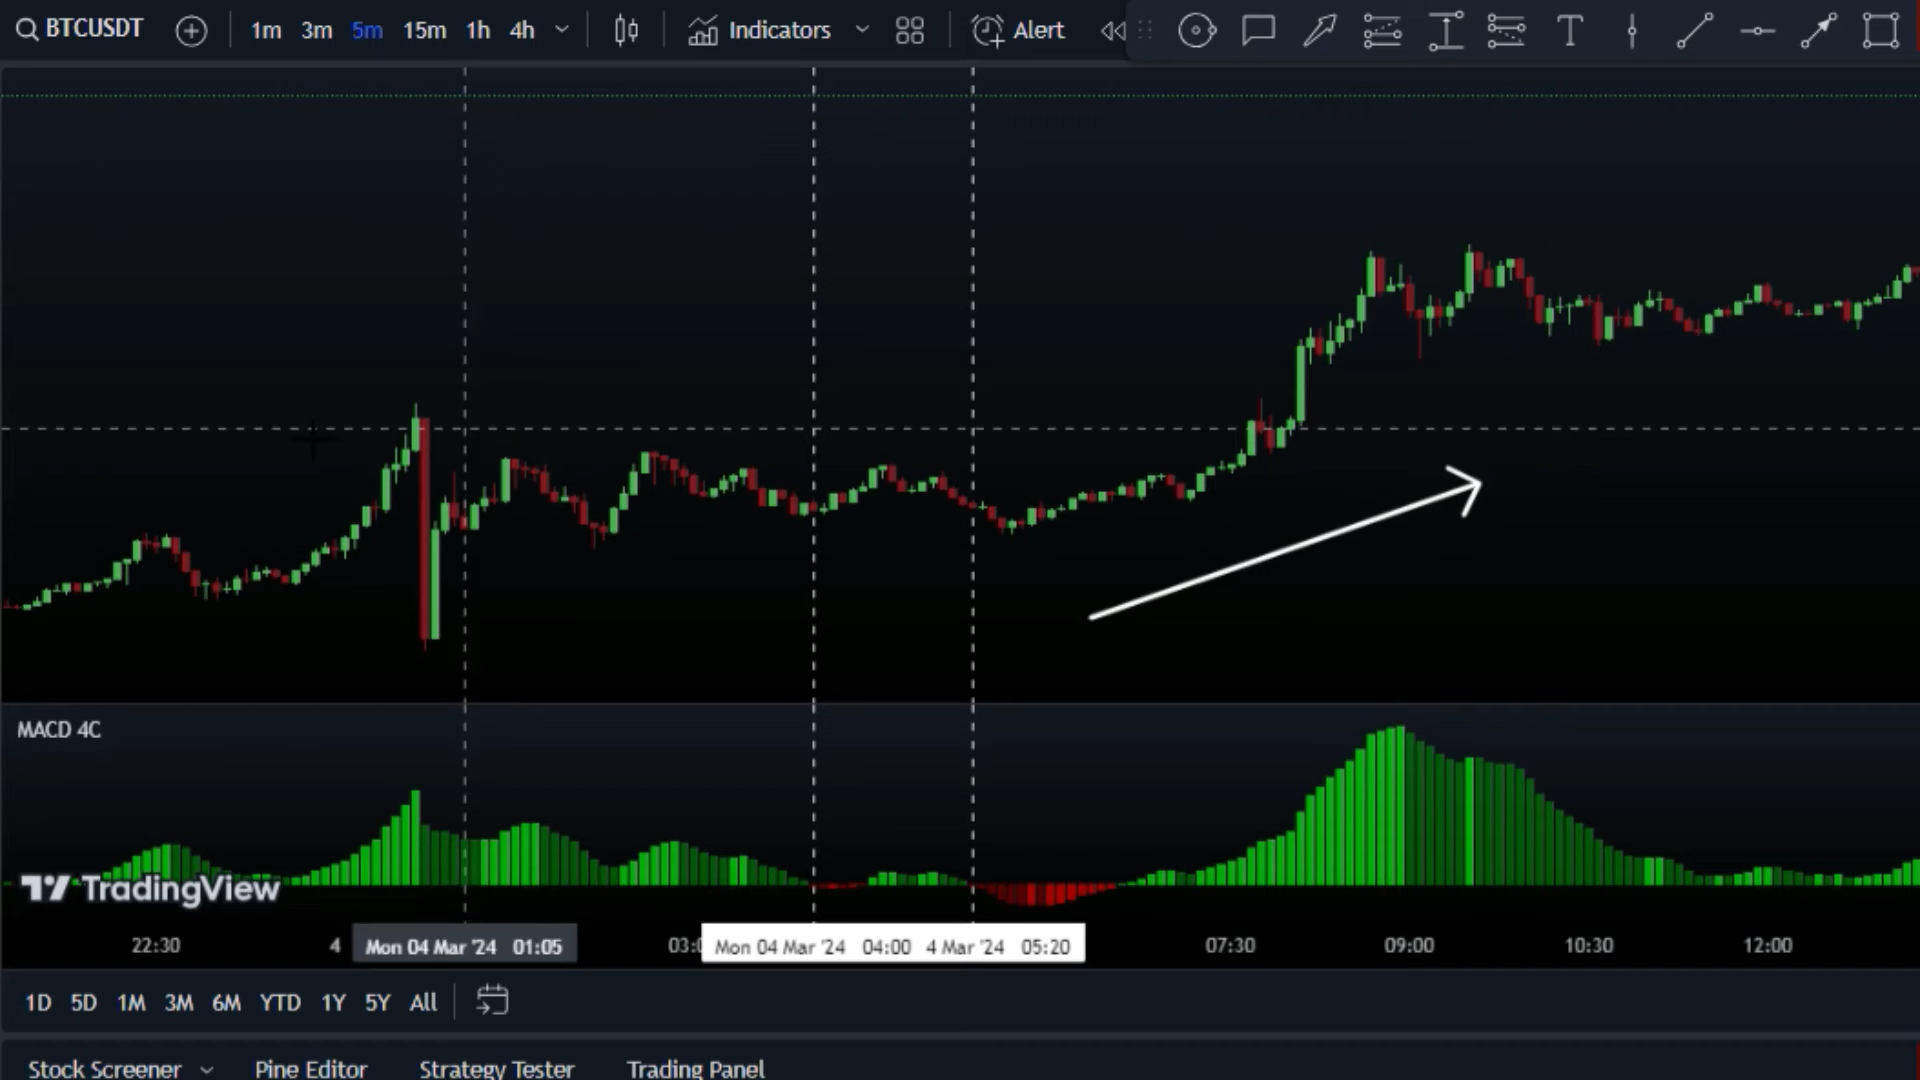 BTCUSDT 1m 3m 5m 15m 1h 4h Indicators Alert T
MACD 4C
TradingView
22:30 4 Mon 04 Mar '24 01:05 03:0 Mon 04 Mar '24 04:00 4 Mar '24 05:20 07:30 09:00 10:30 12:00
1D 5D 1M 3M 6M YTD 1Y 5Y All
Stock Screener Pine Editor Strategy Tester Trading Panel